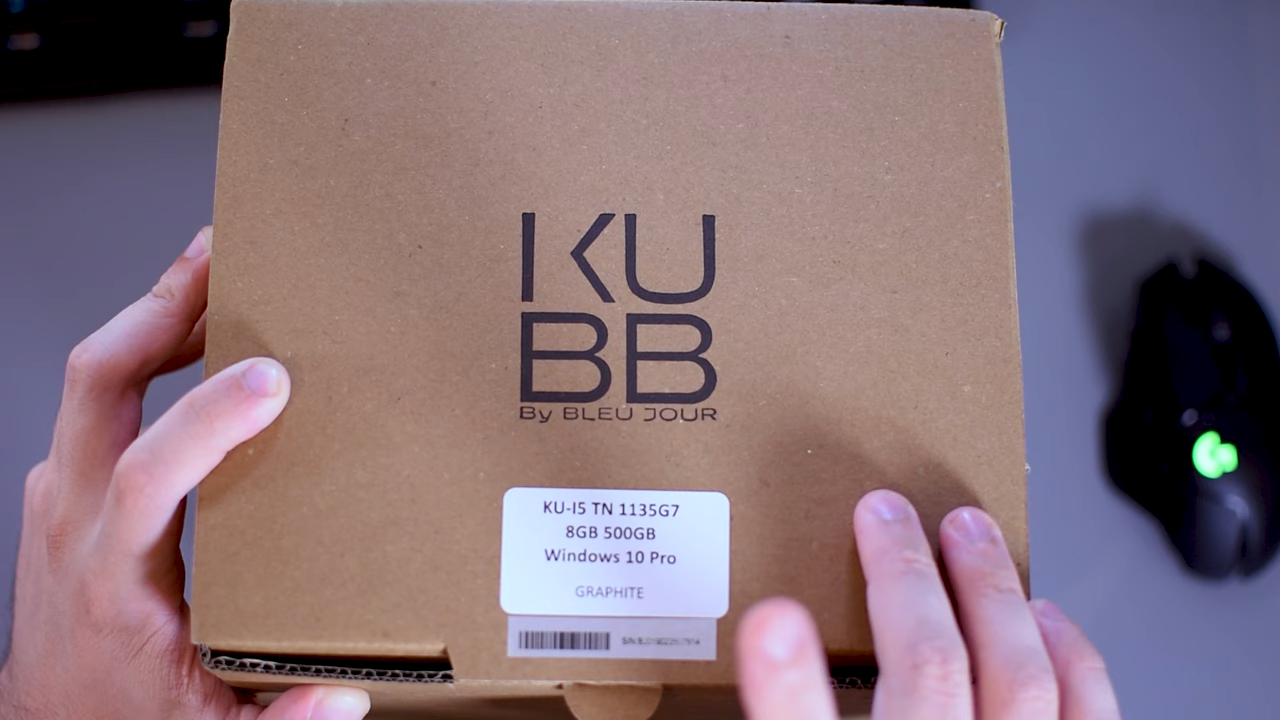 KU
BB
By BLEU JOUR
KU-I5 TN 1135G7
8GB 500GB
Windows 10 Pro
GRAPHITE